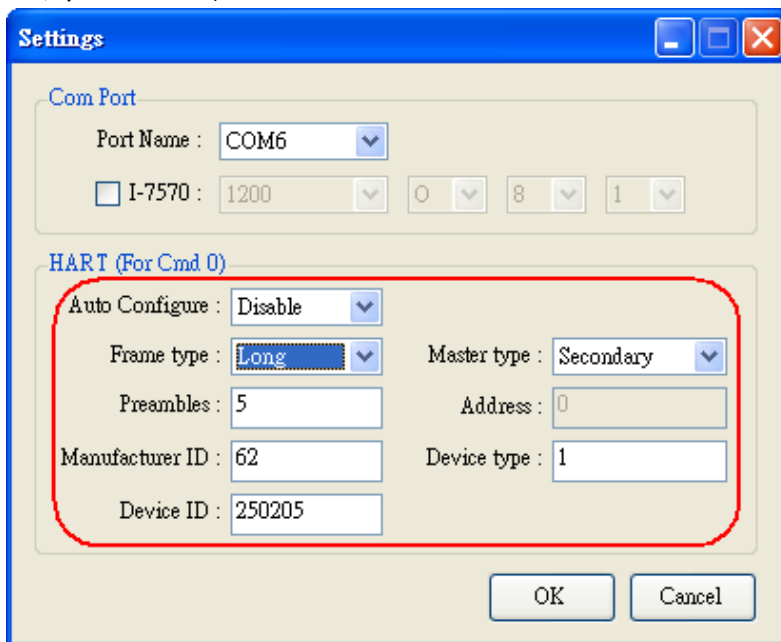 Settings
Com Port
Port Name : COM6
I-7570 : 1200 O 8 1
HART (For Cmd 0)
Auto Configure : Disable
Frame type : Long Master type : Secondary
Preambles : 5 Address : 0
Manufacturer ID : 62 Device type : 1
Device ID : 250205
OK Cancel